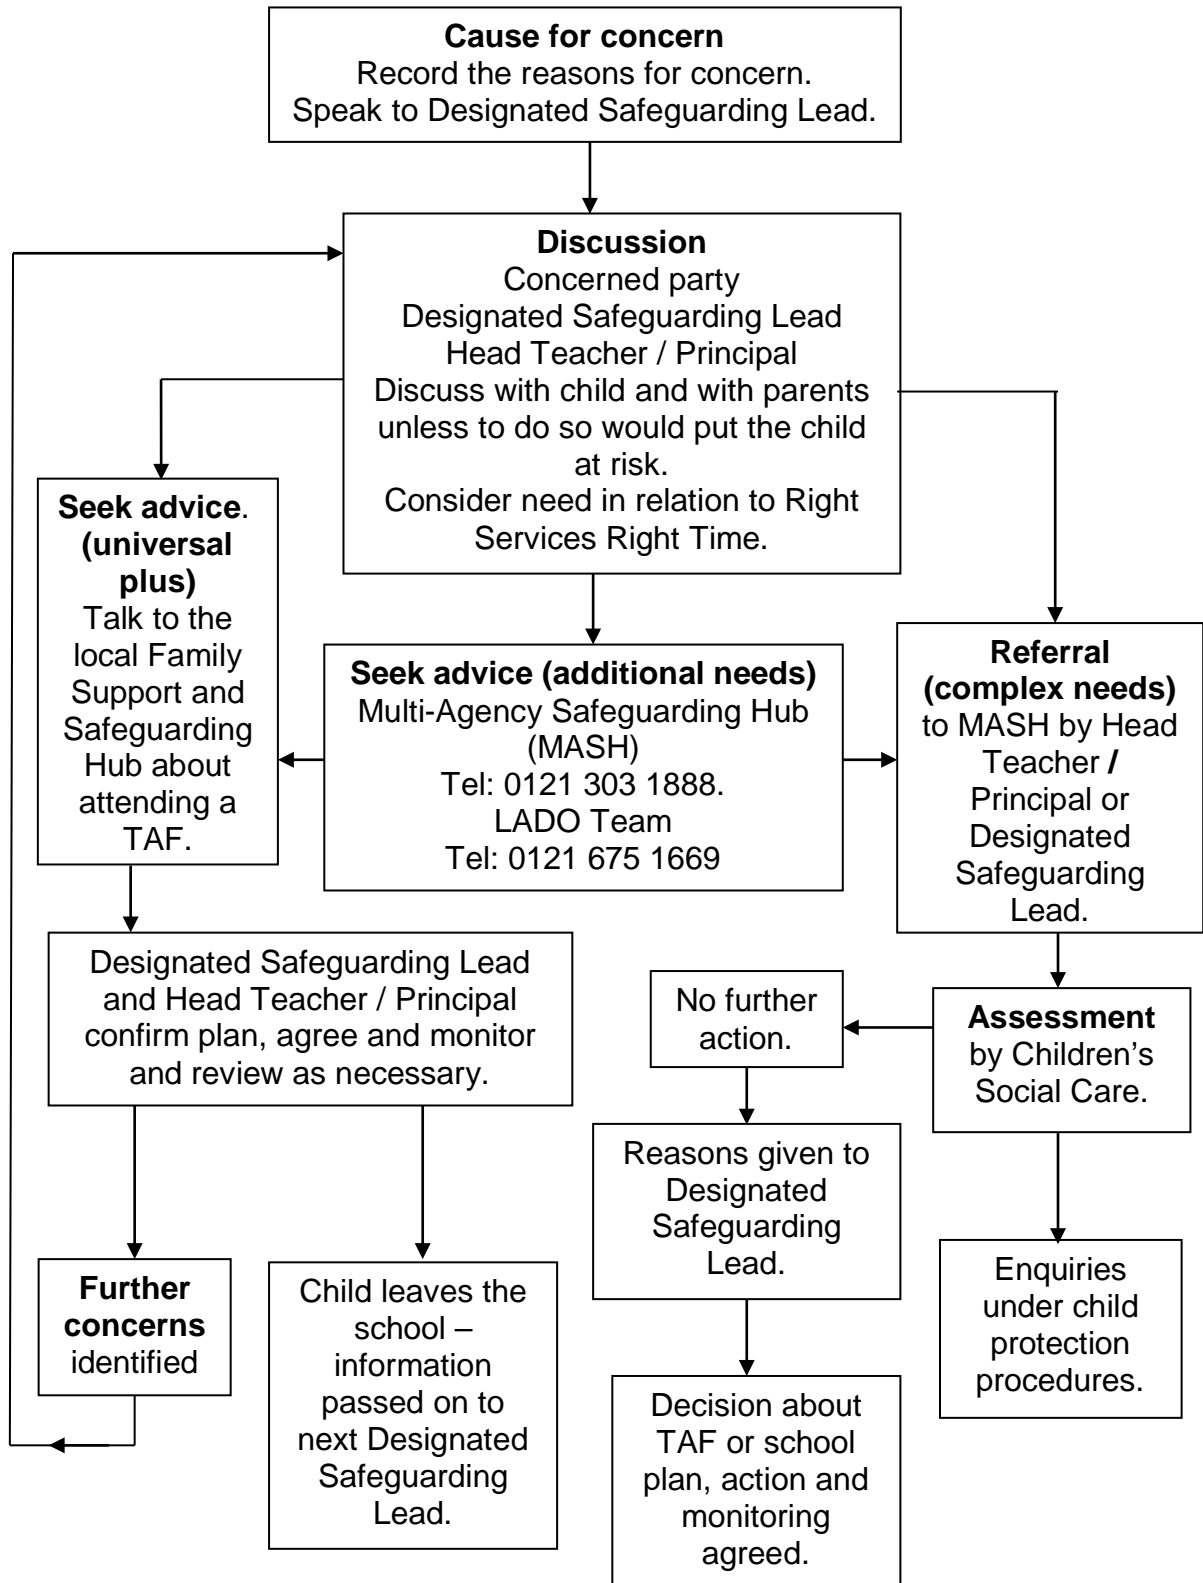 Cause for concern
Record the reasons for concern.
Speak to Designated Safeguarding Lead.
Discussion
Concerned party
Designated Safeguarding Lead
Head Teacher / Principal
Discuss with child and with parents
unless to do so would put the child
at risk.
Consider need in relation to Right
Services Right Time.
Seek advice.
(universal
plus)
Talk to the
local Family
Support and
Safeguarding
Hub about
attending a
TAF.
Seek advice (additional needs)
Multi-Agency Safeguarding Hub
(MASH)
Tel: 0121 303 1888.
LADO Team
Tel: 0121 675 1669
Referral
(complex needs)
to MASH by Head
Teacher /
Principal or
Designated
Safeguarding
Lead.
Designated Safeguarding Lead
and Head Teacher / Principal
confirm plan, agree and monitor
and review as necessary.
No further
action.
Assessment
by Children’s
Social Care.
Reasons given to
Designated
Safeguarding
Lead.
Further
concerns
identified
Child leaves the
school –
information
passed on to
next Designated
Safeguarding
Lead.
Enquiries
under child
protection
procedures.
Decision about
TAF or school
plan, action and
monitoring
agreed.